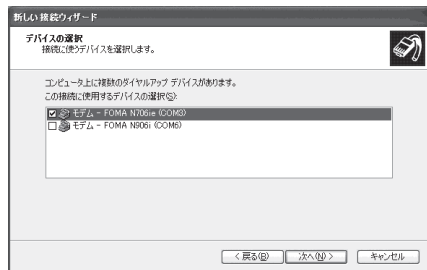 新しい接続ウィザード
デバイスの選択
接続に使うデバイスを選択します。
コンピュータ上に複数のダイヤルアップ デバイスがあります。
この接続に使用するデバイスの選択(S):
モデム - FOMA N706ie (COM3)
モデム - FOMA N906i (COM6)
< 戻る(B)
次へ(N) >
キャンセル